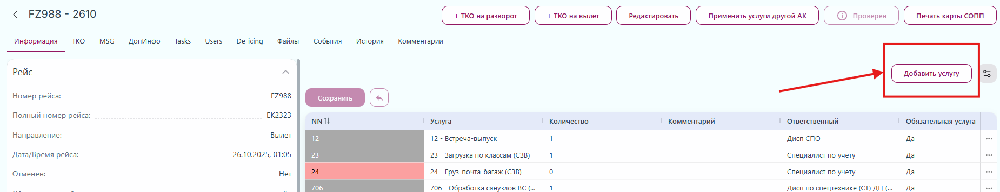 FZ988 - 2610
+ ТКО на разворот
+ ТКО на вылет
Редактировать
Применить услуги другой АК
Проверен
Печать карты СОПП
Информация
ТКО
MSG
ДопИнфо
Tasks
Users
De-icing
Файлы
События
История
Комментарии
Рейс
Номер рейса: FZ988
Полный номер рейса: EK2323
Направление: Вылет
Дата/Время рейса: 26.10.2025, 01:05
Отменен: Нет
Добавить услугу
Сохранить
NN Услуга Количество Комментарий Ответственный Обязательная услуга
12 12 - Встреча-выпуск 1 Дисп СПО Да
23 23 - Загрузка по классам (СЗВ) 1 Специалист по учету Да
24 24 - Груз-почта-багаж (СЗВ) 0 Специалист по учету Да
706 706 - Обработка санузлов ВС (... 1 Дисп по спецтехнике (СТ) ДЦ (... Да